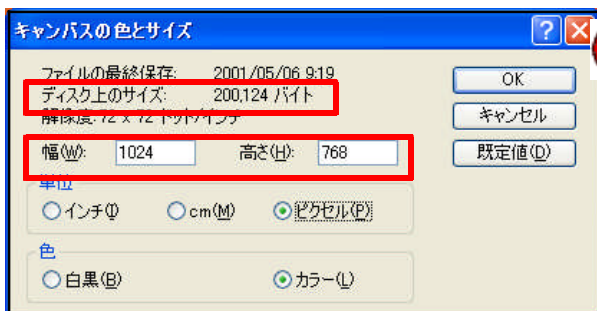 キャンバスの色とサイズ
ファイルの最終保存: 2001/05/06 9:19
ディスク上のサイズ: 200,124 バイト
解像度: 72 x 72 ドット/インチ
幅(W): 1024 高さ(H): 768
単位
インチ(I) cm(M) ピクセル(P)
色
白黒(B) カラー(L)
OK
キャンセル
既定値(D)